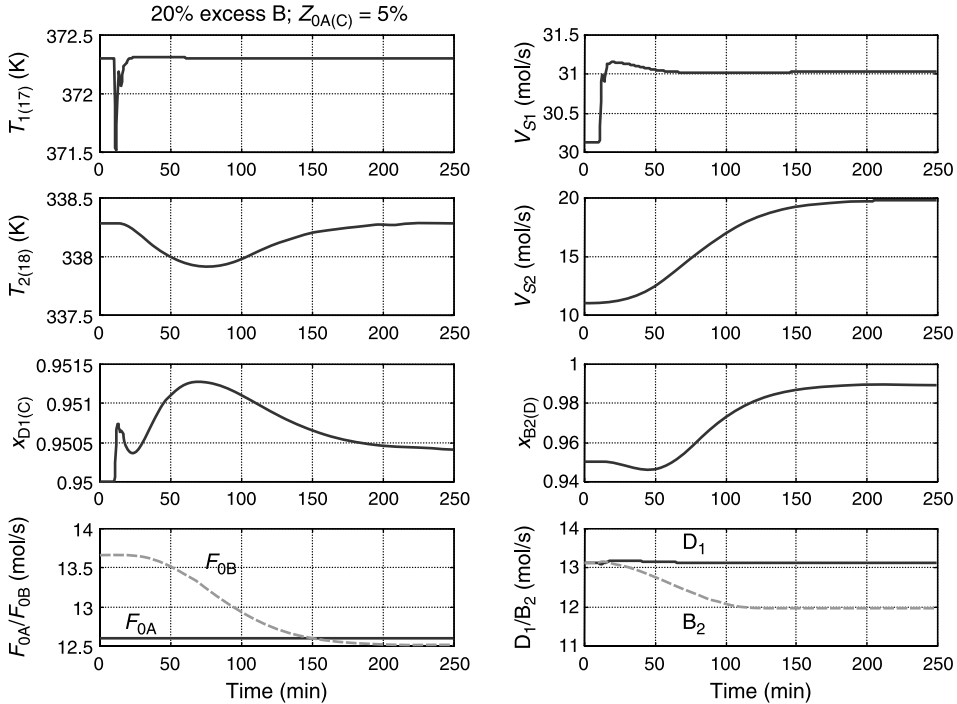 20% excess B; Z0A(C) = 5%
T1(17) (K)
372.5
372
371.5
0 50 100 150 200 250
VS1 (mol/s)
31.5
31
30.5
30
0 50 100 150 200 250
T2(18) (K)
338.5
338
337.5
0 50 100 150 200 250
VS2 (mol/s)
20
15
10
0 50 100 150 200 250
xD1(C)
0.9515
0.951
0.9505
0.95
0 50 100 150 200 250
xB2(D)
1
0.98
0.96
0.94
0 50 100 150 200 250
F0A/F0B (mol/s)
14
13.5
13
12.5
F0B
F0A
0 50 100 150 200 250
Time (min)
D1/B2 (mol/s)
14
13
12
11
D1
B2
0 50 100 150 200 250
Time (min)